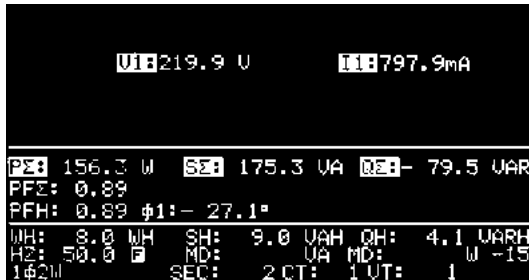 V1:219.9 V I1:797.9mA
PΣ: 156.3 W SΣ: 175.3 VA QΣ:- 79.5 VAR
PFΣ: 0.89
PFH: 0.89 ϕ1:- 27.1°
WH: 8.0 WH SH: 9.0 VAH QH: 4.1 VARH
HΣ: 50.0 F MD: VA MD: W -15
1ϕ2W SEC: 2 CT: 1 VT: 1